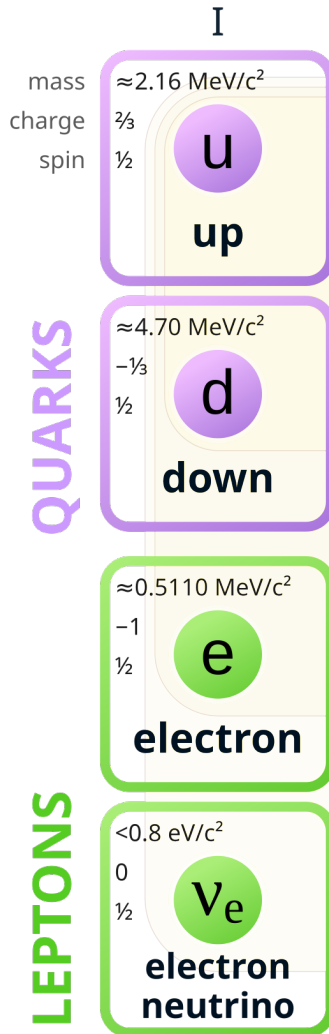 I
mass ≈2.16 MeV/c²
charge ⅔
spin ½
u
up
QUARKS
≈4.70 MeV/c²
−⅓
½
d
down
≈0.5110 MeV/c²
−1
½
e
electron
LEPTONS
<0.8 eV/c²
0
½
νₑ
electron
neutrino